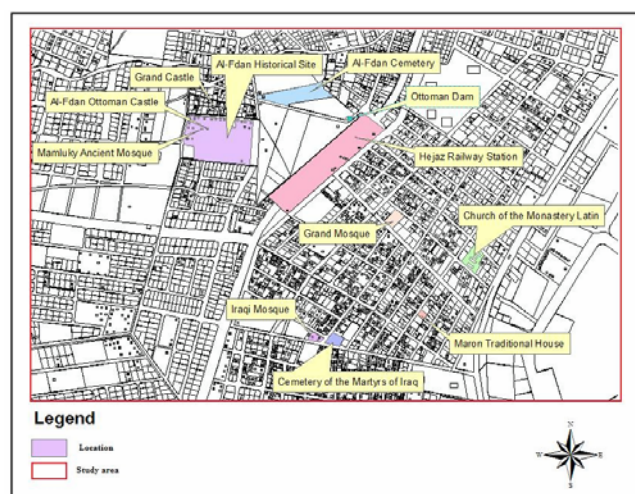 Al-Fdan Historical Site
Al-Fdan Cemetery
Grand Castle
Al-Fdan Ottoman Castle
Ottoman Dam
Mamluky Ancient Mosque
Hejaz Railway Station
Church of the Monastery Latin
Grand Mosque
Iraqi Mosque
Maron Traditional House
Cemetery of the Martyrs of Iraq
Legend
Location
Study area
N
W
E
S